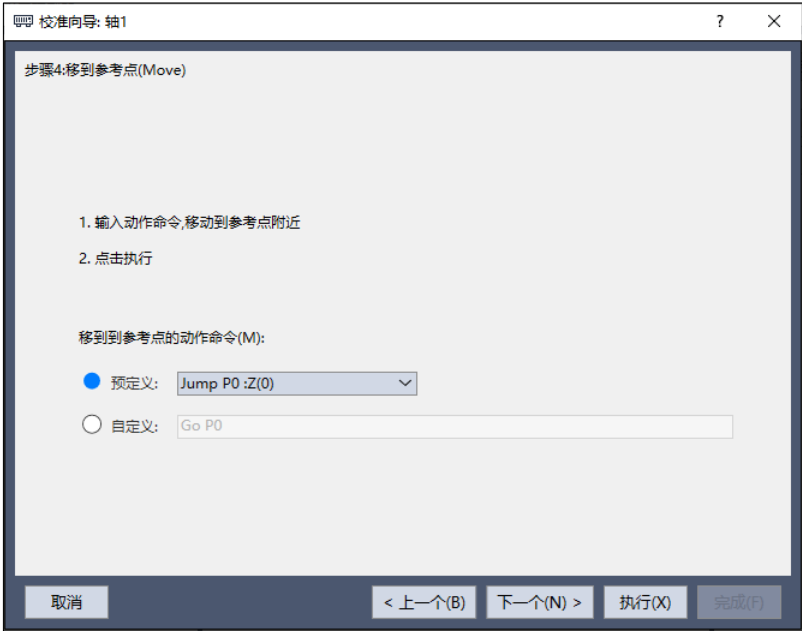 校准向导: 轴1
?
步骤4:移到参考点(Move)
1. 输入动作命令,移动到参考点附近
2. 点击执行
移到到参考点的动作命令(M):
预定义: Jump P0 :Z(0)
自定义: Go P0
取消 < 上一个(B) 下一个(N) > 执行(X) 完成(F)